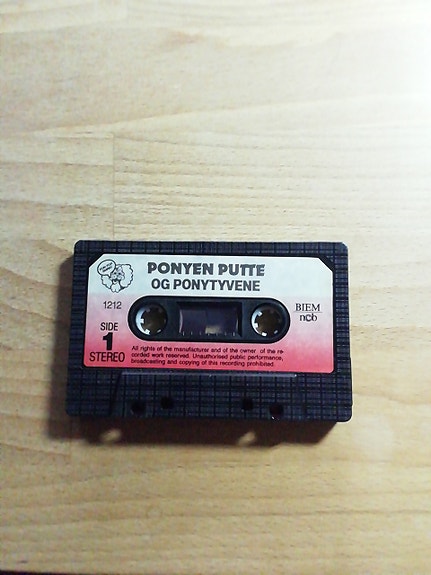 PONYEN PUTTE
OG PONYTYVENE
1212
BIEM
ncb
SIDE
1
STEREO
All rights of the manufacturer and of the owner of the re-
corded work reserved. Unauthorised public performance,
broadcasting and copying of this recording prohibited.